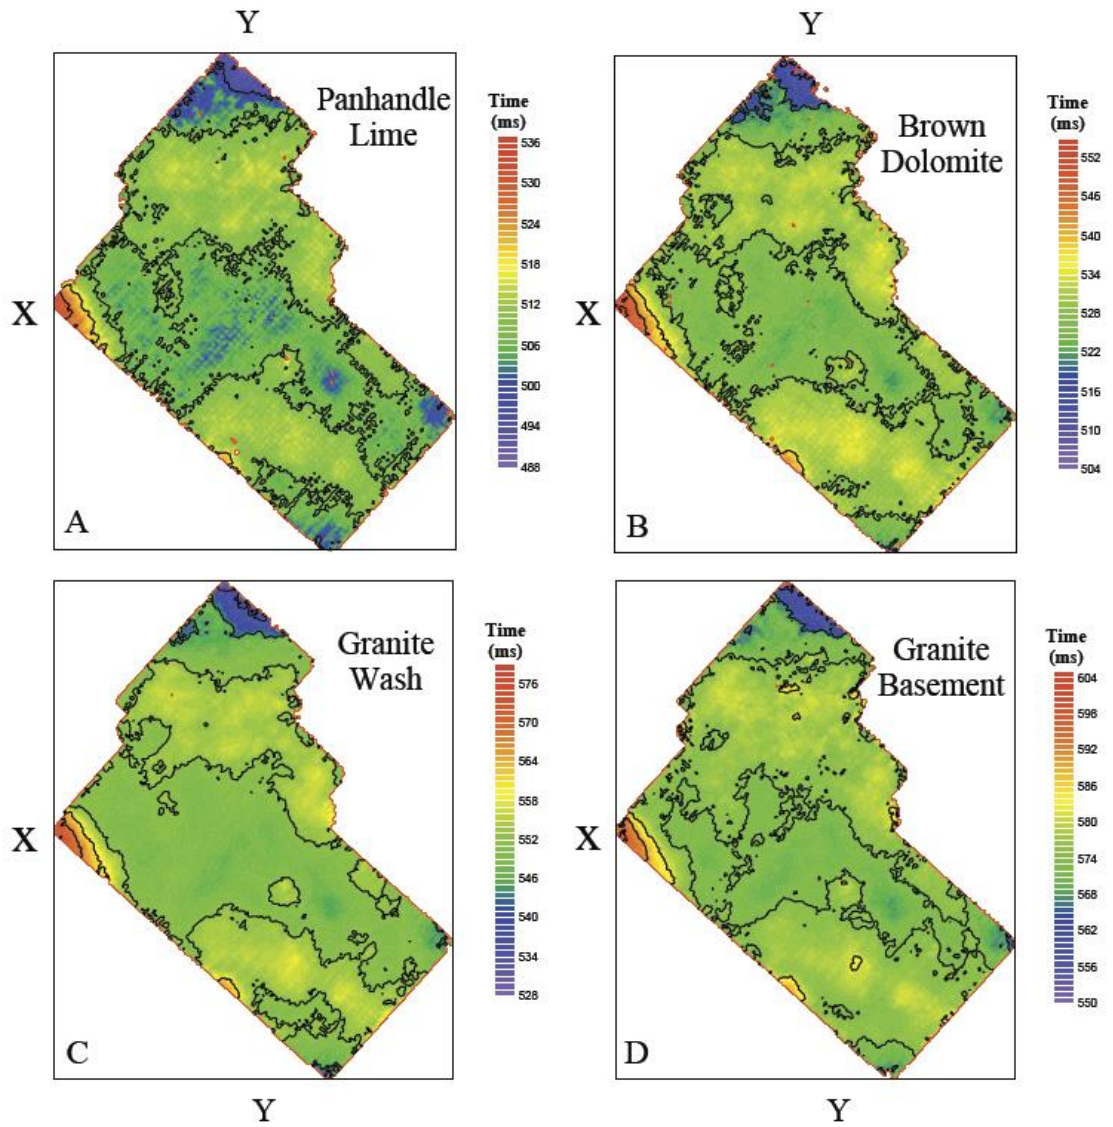 Y
Y
Panhandle
Lime
Time
(ms)
536
530
524
518
512
506
500
494
488
X
A
Brown
Dolomite
Time
(ms)
552
546
540
534
528
522
516
510
504
X
B
Granite
Wash
Time
(ms)
576
570
564
558
552
546
540
534
528
X
C
Granite
Basement
Time
(ms)
604
598
592
586
580
574
568
562
556
550
X
D
Y
Y